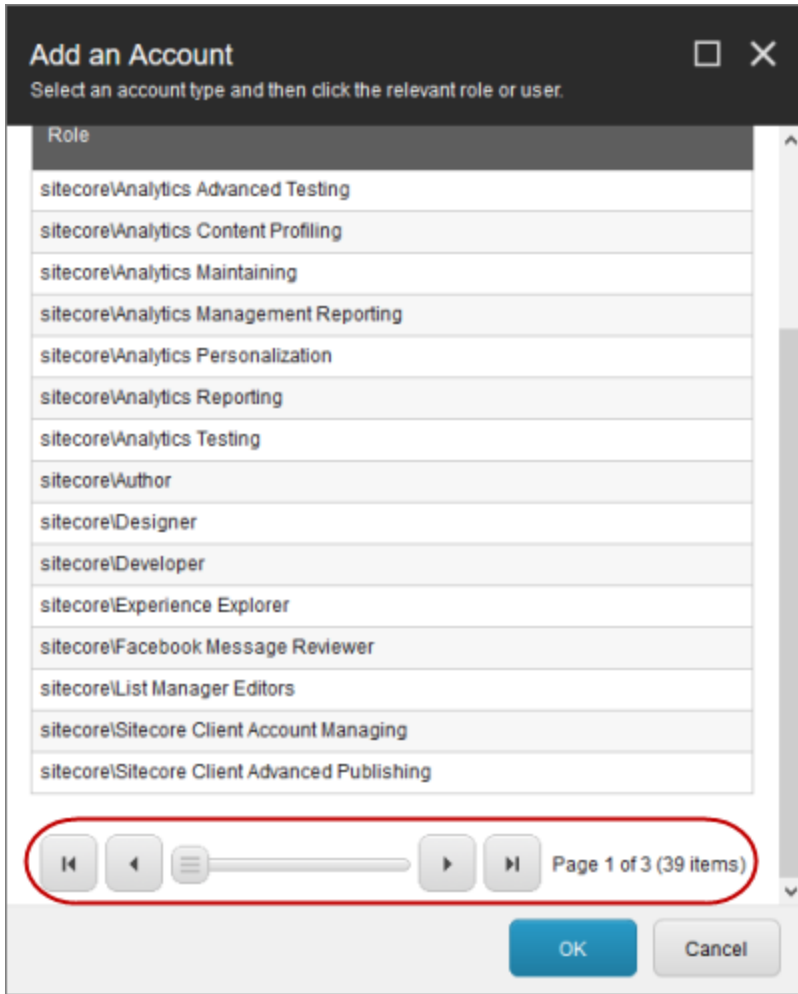 Add an Account
Select an account type and then click the relevant role or user.
Role
sitecore\Analytics Advanced Testing
sitecore\Analytics Content Profiling
sitecore\Analytics Maintaining
sitecore\Analytics Management Reporting
sitecore\Analytics Personalization
sitecore\Analytics Reporting
sitecore\Analytics Testing
sitecore\Author
sitecore\Designer
sitecore\Developer
sitecore\Experience Explorer
sitecore\Facebook Message Reviewer
sitecore\List Manager Editors
sitecore\Sitecore Client Account Managing
sitecore\Sitecore Client Advanced Publishing
Page 1 of 3 (39 items)
OK Cancel